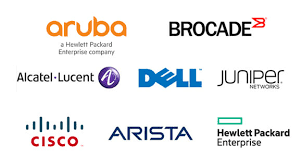 aruba
a Hewlett Packard
Enterprise company
BROCADE
Alcatel·Lucent
DELL
JUNIPER
NETWORKS
CISCO
ARISTA
Hewlett Packard
Enterprise